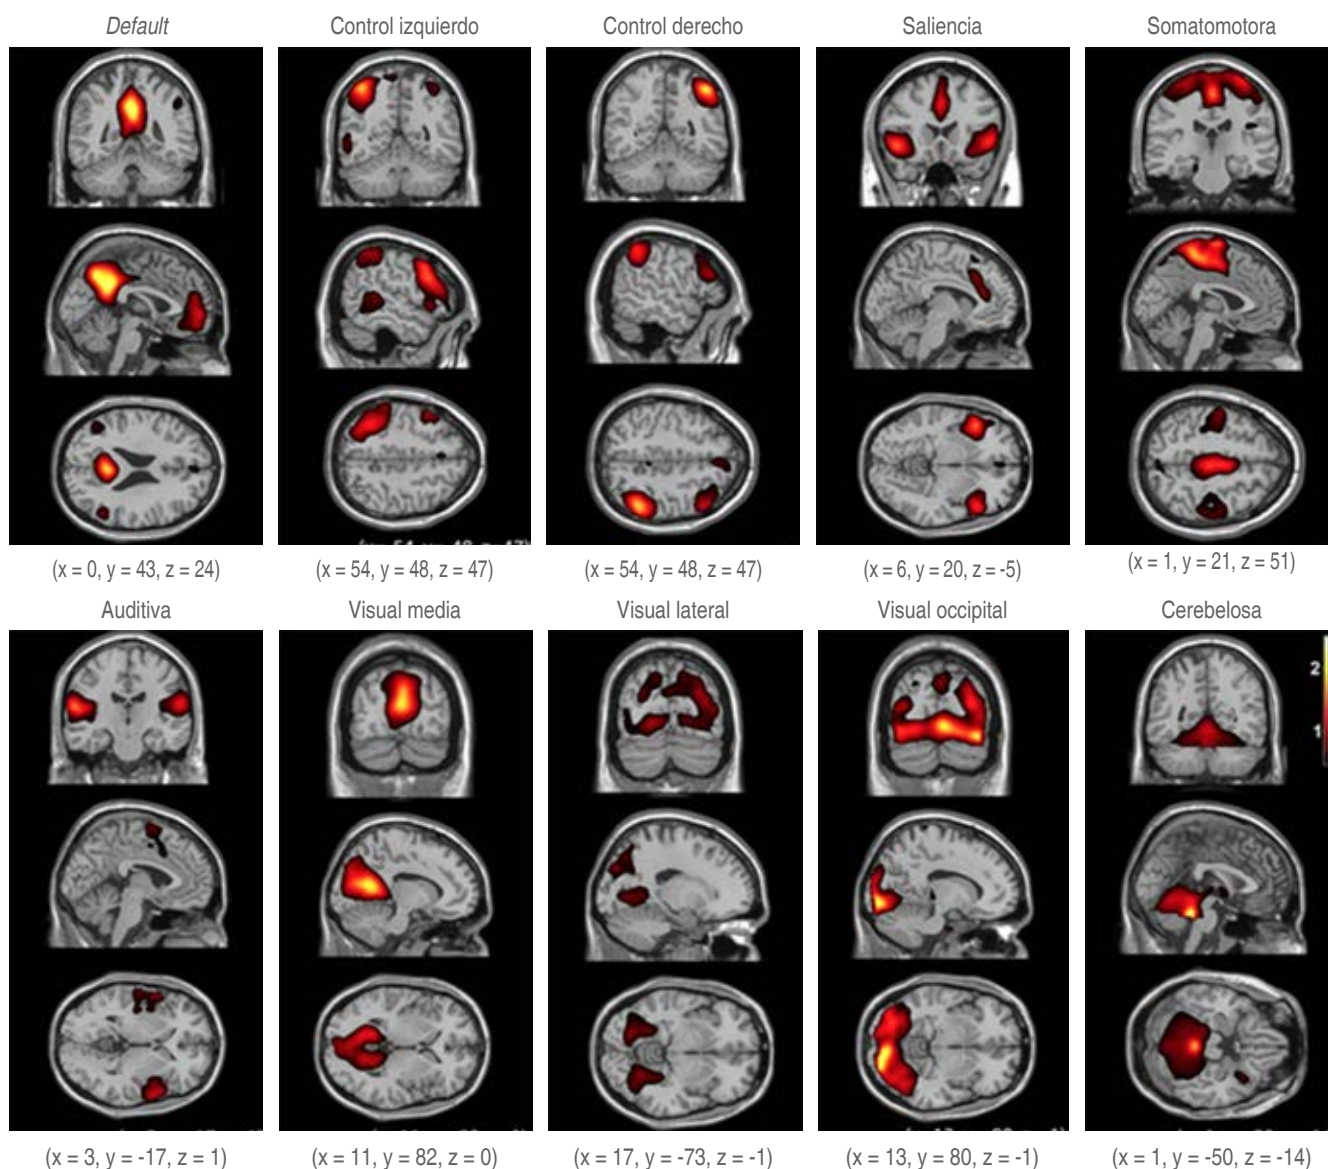 Default Control izquierdo Control derecho Saliencia Somatomotora
(x = 0, y = 43, z = 24) (x = 54, y = 48, z = 47) (x = 54, y = 48, z = 47) (x = 6, y = 20, z = -5) (x = 1, y = 21, z = 51)
Auditiva Visual media Visual lateral Visual occipital Cerebelosa
2
1
(x = 3, y = -17, z = 1) (x = 11, y = 82, z = 0) (x = 17, y = -73, z = -1) (x = 13, y = 80, z = -1) (x = 1, y = -50, z = -14)